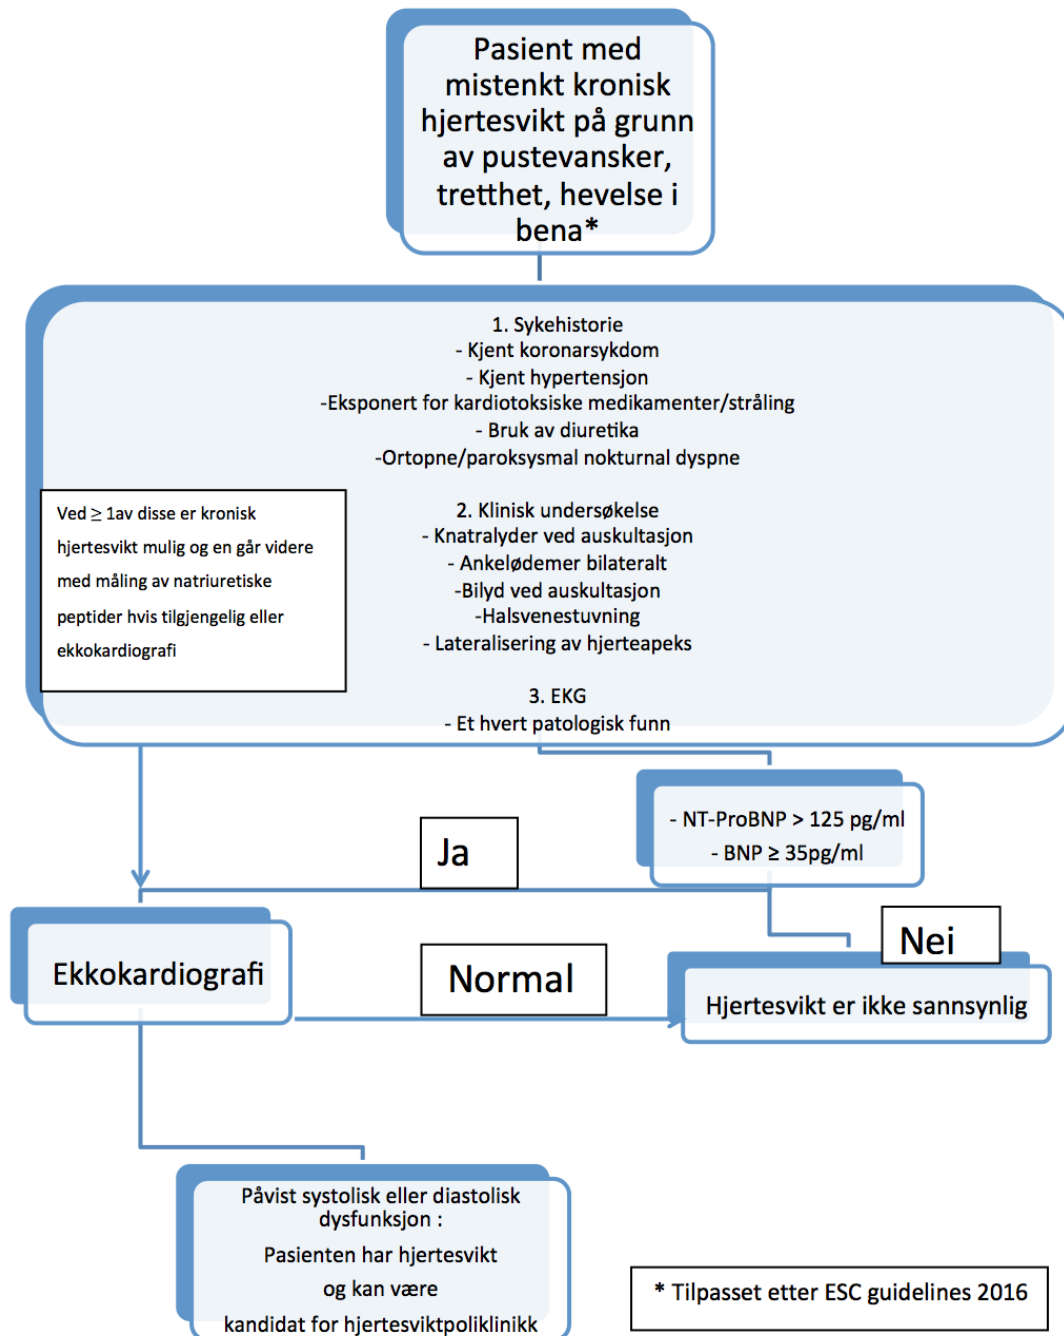 Pasient med
mistenkt kronisk
hjertesvikt på grunn
av pustevansker,
tretthet, hevelse i
bena*
1. Sykehistorie
- Kjent koronarsykdom
- Kjent hypertensjon
-Eksponert for kardiotoksiske medikamenter/stråling
- Bruk av diuretika
-Ortopne/paroksysmal nokturnal dyspne
2. Klinisk undersøkelse
- Knatralyder ved auskultasjon
- Ankelødemer bilateralt
-Bilyd ved auskultasjon
-Halsvenestuvning
- Lateralisering av hjerteapeks
3. EKG
- Et hvert patologisk funn
Ved ≥ 1av disse er kronisk
hjertesvikt mulig og en går videre
med måling av natriuretiske
peptider hvis tilgjengelig eller
ekkokardiografi
- NT-ProBNP > 125 pg/ml
- BNP ≥ 35pg/ml
Ja
Nei
Ekkokardiografi
Normal
Hjertesvikt er ikke sannsynlig
Påvist systolisk eller diastolisk
dysfunksjon :
Pasienten har hjertesvikt
og kan være
kandidat for hjertesviktpoliklinikk
* Tilpasset etter ESC guidelines 2016